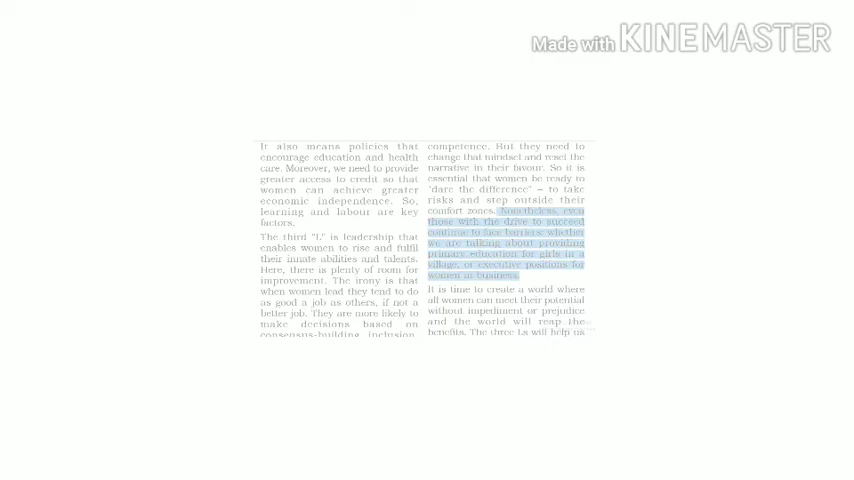 Made with KINEMASTER
It also means policies that
encourage education and health
care. Moreover, we need to provide
greater access to credit so that
women can achieve greater
economic independence. So,
learning and labour are key
factors.
The third "L" is leadership that
enables women to rise and fulfil
their innate abilities and talents.
Here, there is plenty of room for
improvement. The irony is that
when women lead they tend to do
as good a job as others, if not a
better job. They are more likely to
make decisions based on
consensus-building inclusion,
competence. But they need to
change that mindset and reset the
narrative in their favour. So it is
essential that women be ready to
"dare the difference" – to take
risks and step outside their
comfort zones. Nonetheless, even
those with the drive to succeed
continue to face barriers; whether
we are talking about providing
primary education for girls in a
village, or executive positions for
women in business.
It is time to create a world where
all women can meet their potential
without impediment or prejudice
and the world will reap the
benefits. The three Ls will help us